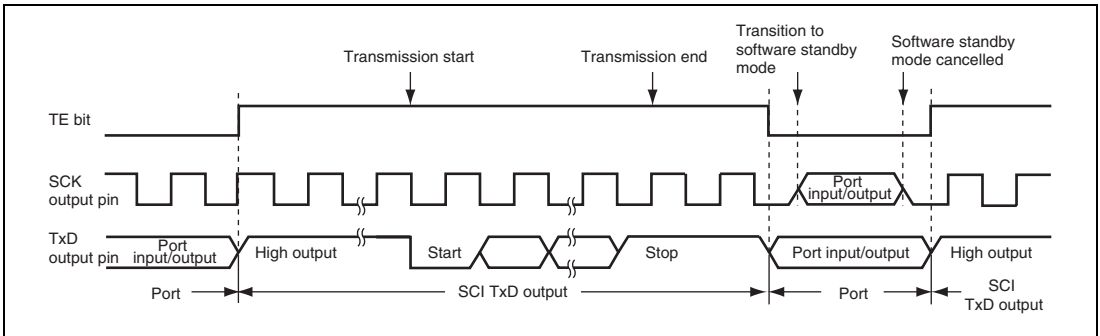 Transmission start
Transmission end
Transition to
software standby
mode
Software standby
mode cancelled
TE bit
SCK
output pin
Port
input/output
TxD
output pin
Port
input/output
High output
Start
Stop
Port input/output
High output
Port
SCI TxD output
Port
SCI
TxD output